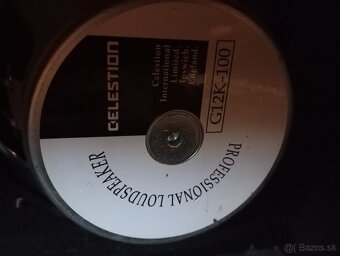 CELESTION
Celestion
International
Limited.
Ipswich,
England.
G12K-100
PROFESSIONAL LOUDSPEAKER
© Bazos.sk